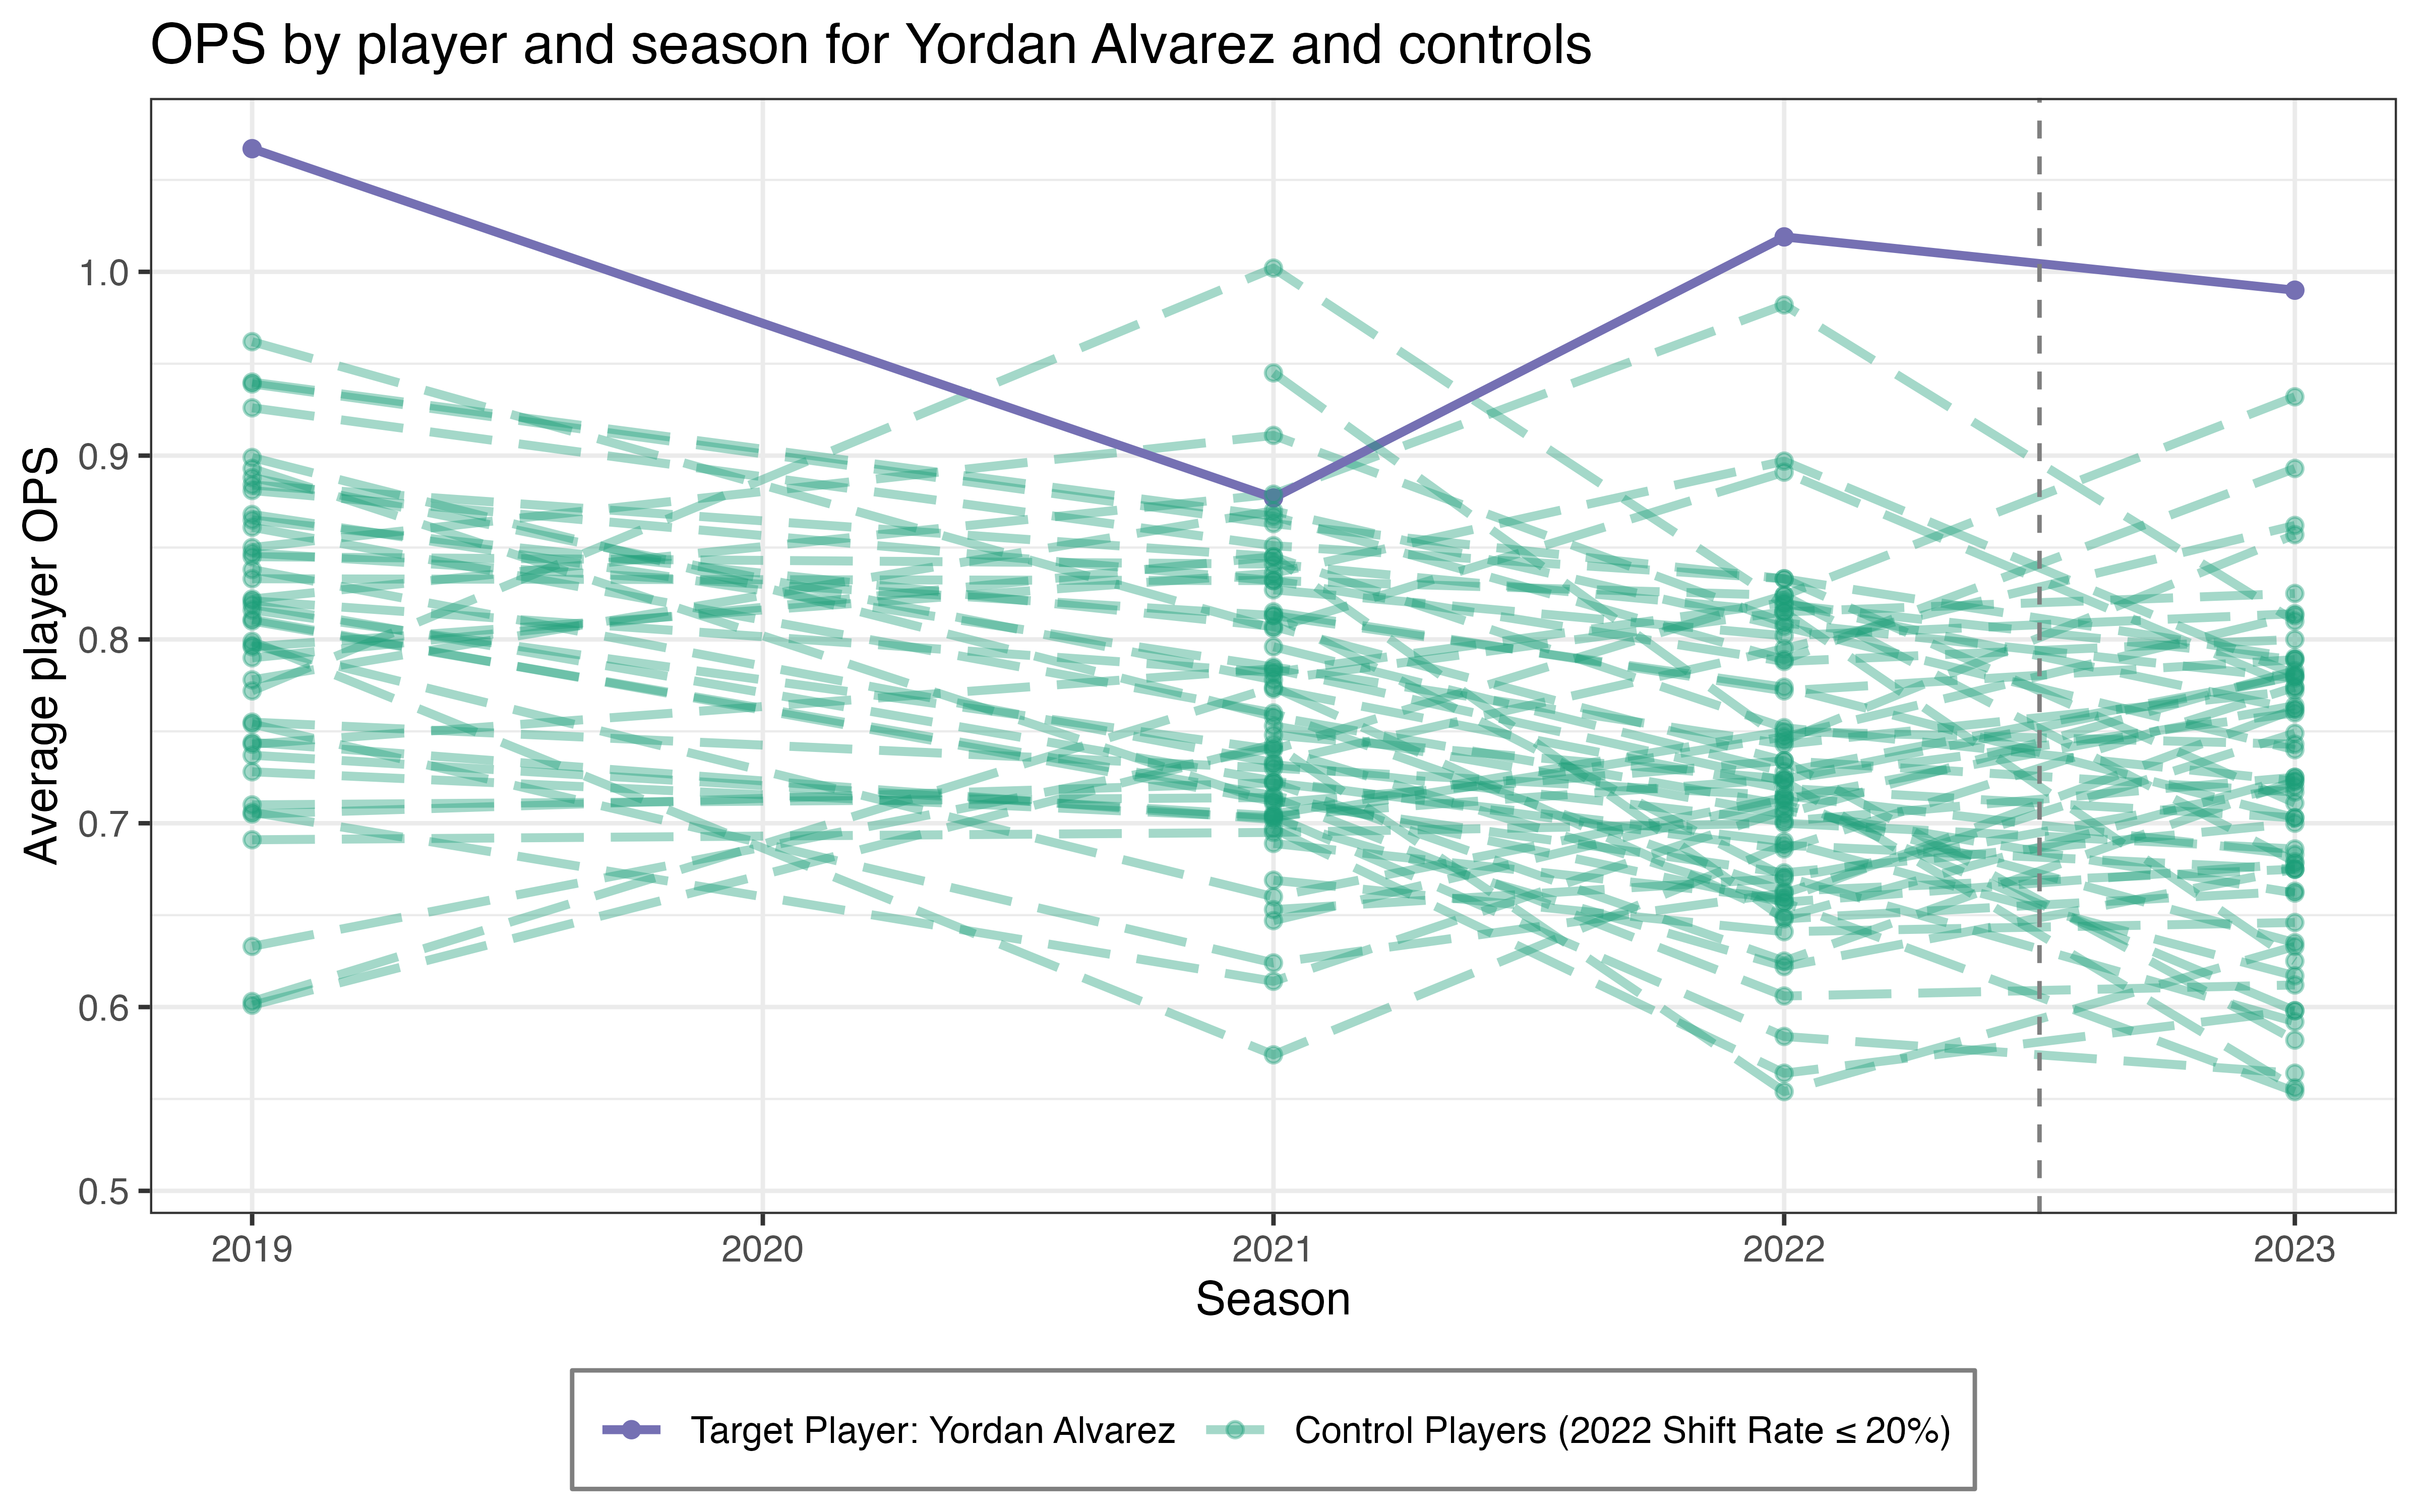 OPS by player and season for Yordan Alvarez and controls
Average player OPS
1.0
0.9
0.8
0.7
0.6
0.5
2019 2020 2021 2022 2023
Season
Target Player: Yordan Alvarez Control Players (2022 Shift Rate ≤ 20%)